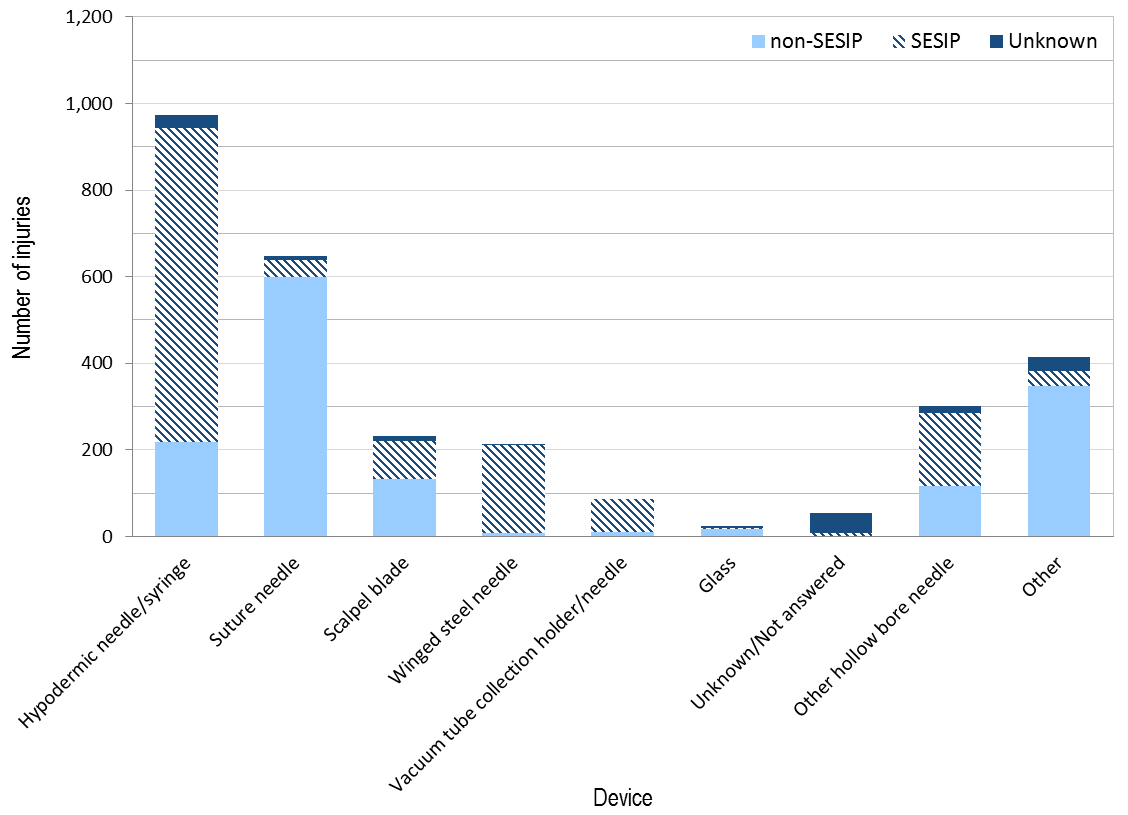 1,200
non-SESIP SESIP Unknown
1,000
800
600
400
200
0
Number of injuries
Hypodermic needle/syringe
Suture needle
Scalpel blade
Winged steel needle
Vacuum tube collection holder/needle
Glass
Unknown/Not answered
Other hollow bore needle
Other
Device